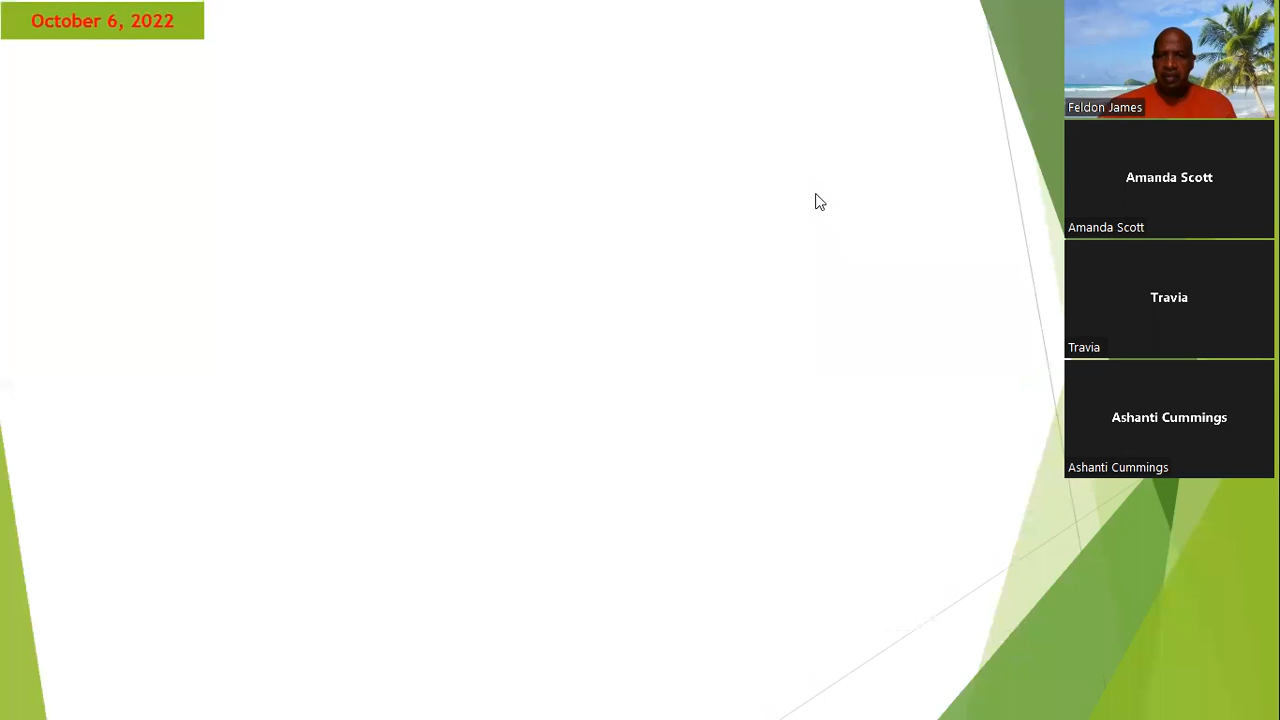 October 6, 2022
Feldon James
Amanda Scott
Amanda Scott
Travia
Travia
Ashanti Cummings
Ashanti Cummings